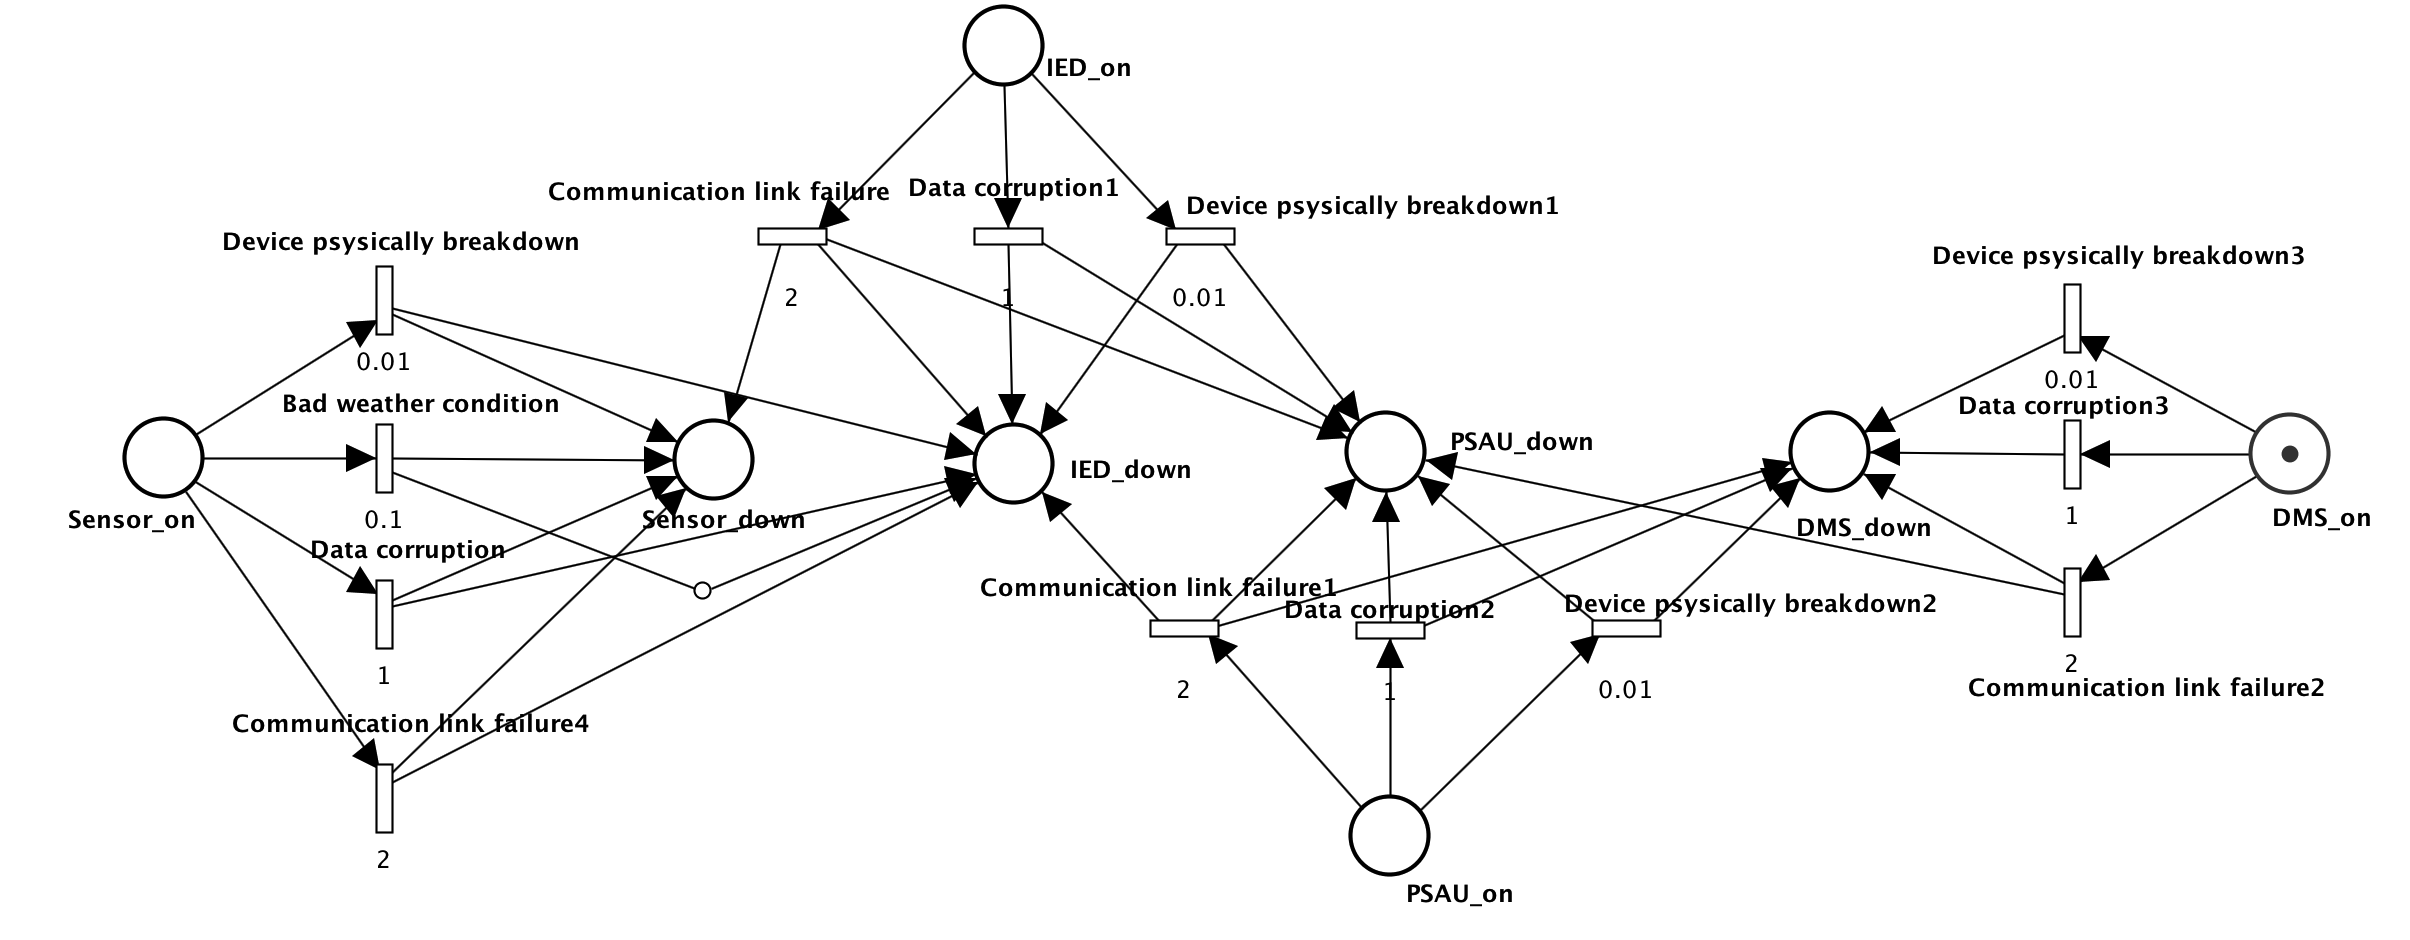 IED_on
Communication link failure
Data corruption1
Device psysically breakdown1
Device psysically breakdown
Device psysically breakdown3
2
1
0.01
0.01
0.01
Bad weather condition
Data corruption3
PSAU_down
IED_down
Sensor_on
0.1
Sensor_down
DMS_down
1
DMS_on
Data corruption
Communication link failure1
Data corruption2
Device psysically breakdown2
1
2
1
0.01
2
Communication link failure2
Communication link failure4
2
PSAU_on